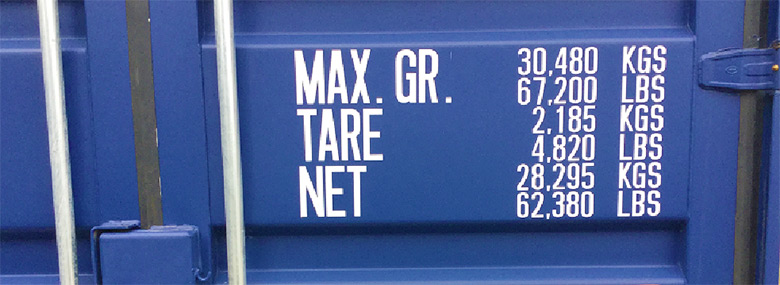 MAX. GR. 30,480 KGS
67,200 LBS
TARE 2,185 KGS
4,820 LBS
NET 28,295 KGS
62,380 LBS